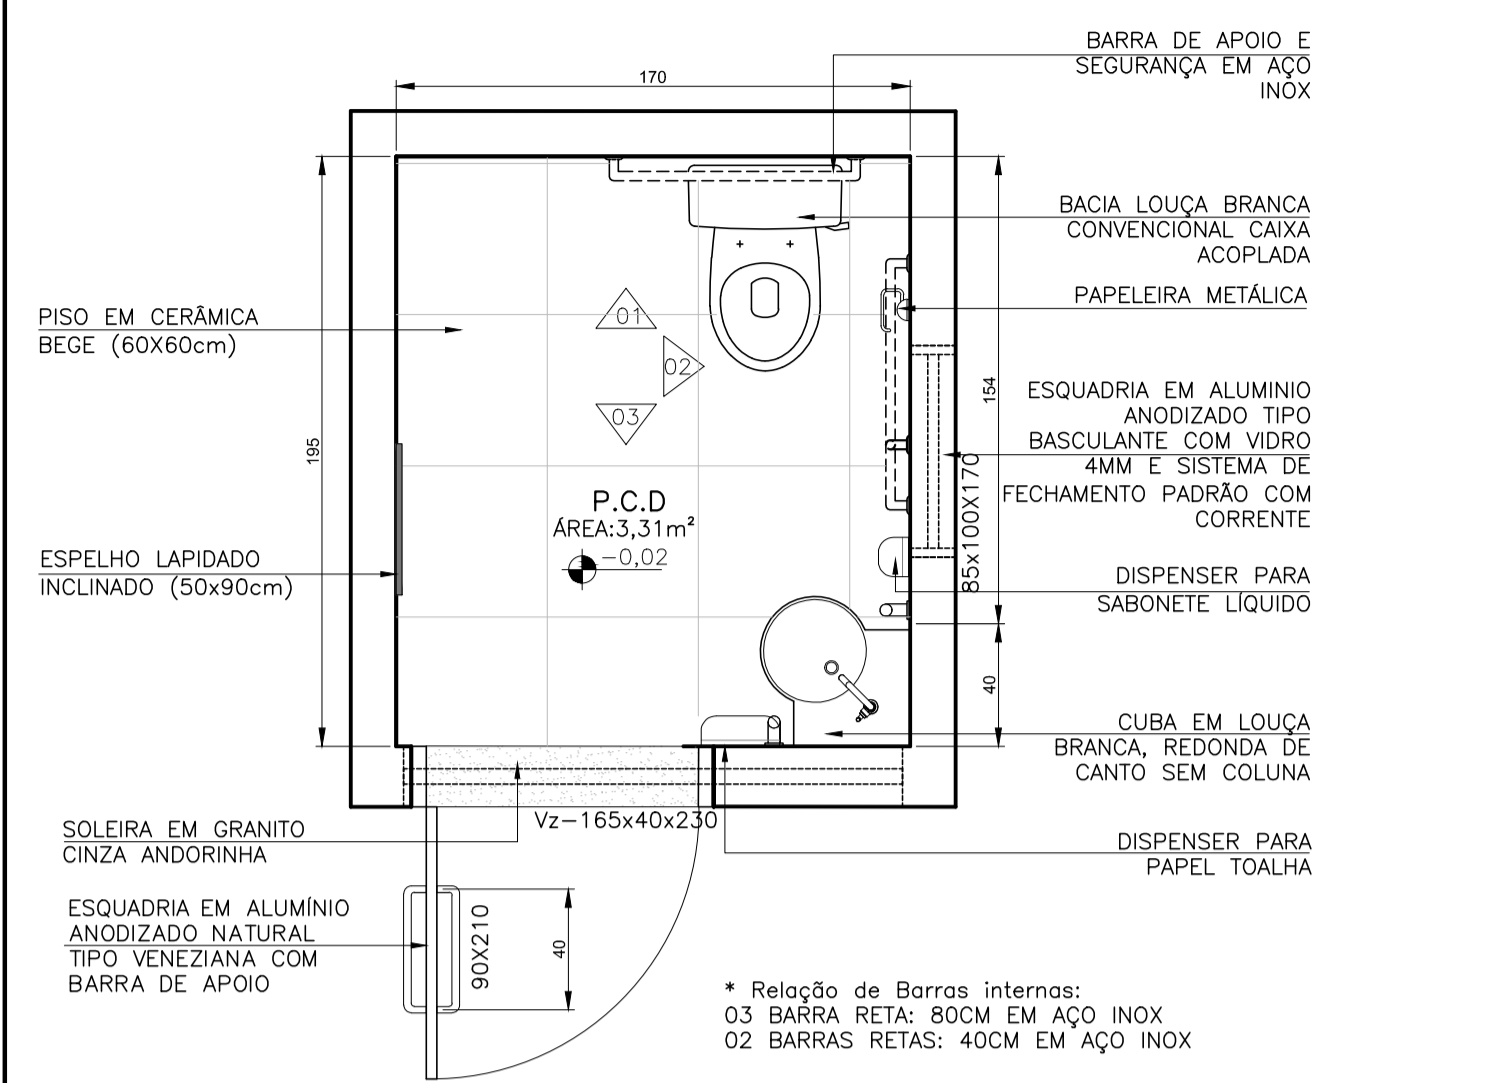 BARRA DE APOIO E
SEGURANÇA EM AÇO
INOX
170
BACIA LOUÇA BRANCA
CONVENCIONAL CAIXA
ACOPLADA
PAPELEIRA METÁLICA
PISO EM CERÂMICA
BEGE (60X60cm)
01
02
03
195
154
ESQUADRIA EM ALUMINIO
ANODIZADO TIPO
BASCULANTE COM VIDRO
4MM E SISTEMA DE
FECHAMENTO PADRÃO COM
CORRENTE
85x100X170
P.C.D
ÁREA:3,31m²
-0,02
ESPELHO LAPIDADO
INCLINADO (50x90cm)
DISPENSER PARA
SABONETE LÍQUIDO
40
CUBA EM LOUÇA
BRANCA, REDONDA DE
CANTO SEM COLUNA
Vz-165x40x230
SOLEIRA EM GRANITO
CINZA ANDORINHA
DISPENSER PARA
PAPEL TOALHA
ESQUADRIA EM ALUMÍNIO
ANODIZADO NATURAL
TIPO VENEZIANA COM
BARRA DE APOIO
90X210
40
* Relação de Barras internas:
03 BARRA RETA: 80CM EM AÇO INOX
02 BARRAS RETAS: 40CM EM AÇO INOX